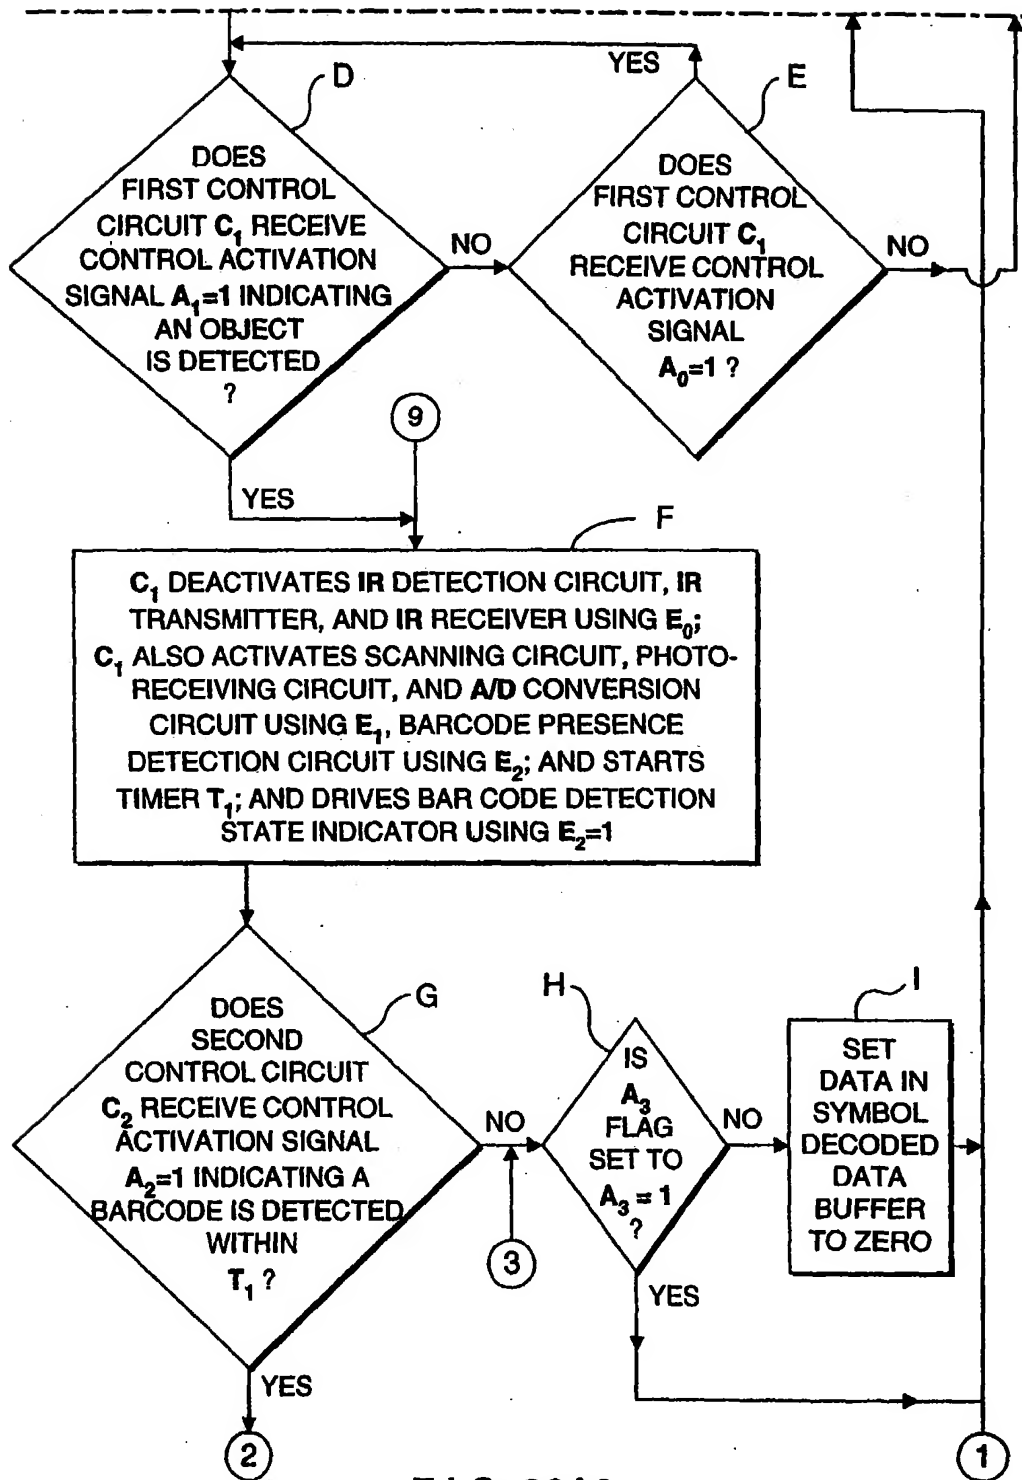 YES
D
E
DOES
FIRST CONTROL
CIRCUIT C1 RECEIVE
CONTROL ACTIVATION
SIGNAL A1=1 INDICATING
AN OBJECT
IS DETECTED
?
NO
DOES
FIRST CONTROL
CIRCUIT C1
RECEIVE CONTROL
ACTIVATION
SIGNAL
A0=1 ?
NO
YES
9
F
C1 DEACTIVATES IR DETECTION CIRCUIT, IR
TRANSMITTER, AND IR RECEIVER USING E0;
C1 ALSO ACTIVATES SCANNING CIRCUIT, PHOTO-
RECEIVING CIRCUIT, AND A/D CONVERSION
CIRCUIT USING E1, BARCODE PRESENCE
DETECTION CIRCUIT USING E2; AND STARTS
TIMER T1; AND DRIVES BAR CODE DETECTION
STATE INDICATOR USING E2=1
G
DOES
SECOND
CONTROL CIRCUIT
C2 RECEIVE CONTROL
ACTIVATION SIGNAL
A2=1 INDICATING A
BARCODE IS DETECTED
WITHIN
T1 ?
NO
3
H
IS
A3
FLAG
SET TO
A3 = 1
?
NO
I
SET
DATA IN
SYMBOL
DECODED
DATA
BUFFER
TO ZERO
YES
YES
2
1